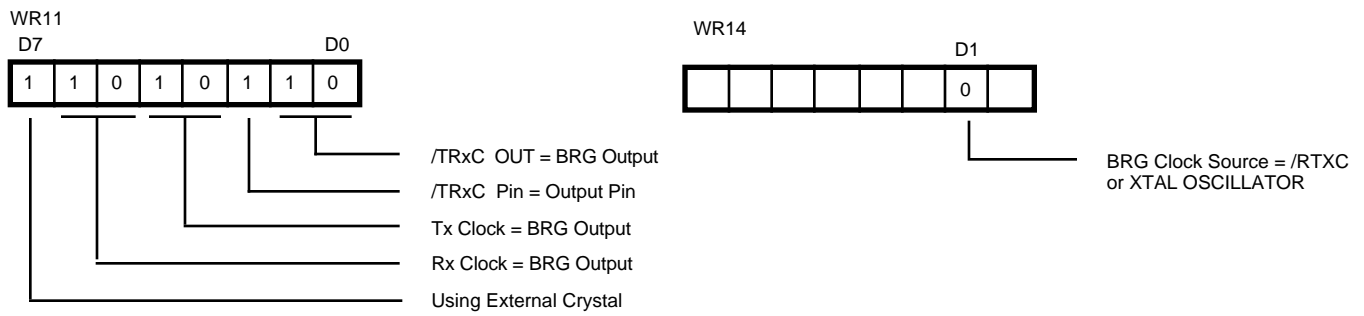 WR11
D7 D0
1 1 0 1 0 1 1 0
/TRxC OUT = BRG Output
/TRxC Pin = Output Pin
Tx Clock = BRG Output
Rx Clock = BRG Output
Using External Crystal
WR14
D1
0
BRG Clock Source = /RTXC
or XTAL OSCILLATOR